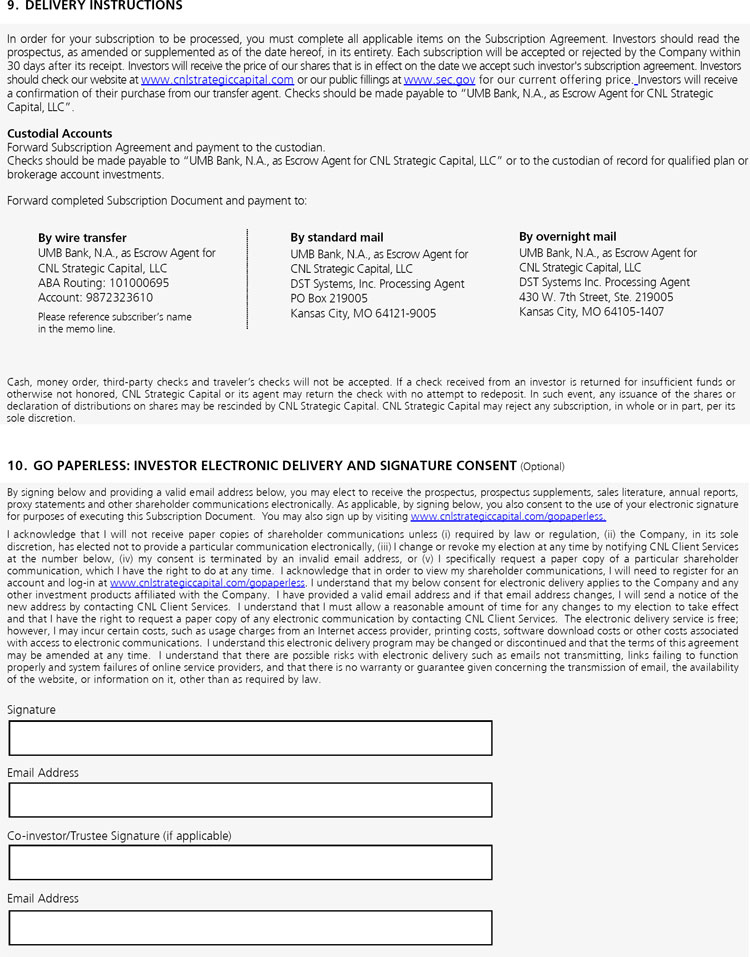 9. DELIVERY INSTRUCTIONS
In order for your subscription to be processed, you must complete all applicable items on the Subscription Agreement. Investors should read the
prospectus, as amended or supplemented as of the date hereof, in its entirety. Each subscription will be accepted or rejected by the Company within
30 days after its receipt. Investors will receive the price of our shares that is in effect on the date we accept such investor's subscription agreement. Investors
should check our website at www.cnlstrategiccapital.com or our public fillings at www.sec.gov for our current offering price. Investors will receive
a confirmation of their purchase from our transfer agent. Checks should be made payable to “UMB Bank, N.A., as Escrow Agent for CNL Strategic
Capital, LLC”.
Custodial Accounts
Forward Subscription Agreement and payment to the custodian.
Checks should be made payable to “UMB Bank, N.A., as Escrow Agent for CNL Strategic Capital, LLC” or to the custodian of record for qualified plan or
brokerage account investments.
Forward completed Subscription Document and payment to:
By wire transfer
UMB Bank, N.A., as Escrow Agent for
CNL Strategic Capital, LLC
ABA Routing: 101000695
Account: 9872323610
Please reference subscriber's name
in the memo line.
By standard mail
UMB Bank, N.A., as Escrow Agent for
CNL Strategic Capital, LLC
DST Systems, Inc. Processing Agent
PO Box 219005
Kansas City, MO 64121-9005
By overnight mail
UMB Bank, N.A., as Escrow Agent for
CNL Strategic Capital, LLC
DST Systems Inc. Processing Agent
430 W. 7th Street, Ste. 219005
Kansas City, MO 64105-1407
Cash, money order, third-party checks and traveler's checks will not be accepted. If a check received from an investor is returned for insufficient funds or
otherwise not honored, CNL Strategic Capital or its agent may return the check with no attempt to redeposit. In such event, any issuance of the shares or
declaration of distributions on shares may be rescinded by CNL Strategic Capital. CNL Strategic Capital may reject any subscription, in whole or in part, per its
sole discretion.
10. GO PAPERLESS: INVESTOR ELECTRONIC DELIVERY AND SIGNATURE CONSENT (Optional)
By signing below and providing a valid email address below, you may elect to receive the prospectus, prospectus supplements, sales literature, annual reports,
proxy statements and other shareholder communications electronically. As applicable, by signing below, you also consent to the use of your electronic signature
for purposes of executing this Subscription Document. You may also sign up by visiting www.cnlstrategiccapital.com/gopaperless.
I acknowledge that I will not receive paper copies of shareholder communications unless (i) required by law or regulation, (ii) the Company, in its sole
discretion, has elected not to provide a particular communication electronically, (iii) I change or revoke my election at any time by notifying CNL Client Services
at the number below, (iv) my consent is terminated by an invalid email address, or (v) I specifically request a paper copy of a particular shareholder
communication, which I have the right to do at any time. I acknowledge that in order to view my shareholder communications, I will need to register for an
account and log-in at www.cnlstrategiccapital.com/gopaperless. I understand that my below consent for electronic delivery applies to the Company and any
other investment products affiliated with the Company. I have provided a valid email address and if that email address changes, I will send a notice of the
new address by contacting CNL Client Services. I understand that I must allow a reasonable amount of time for any changes to my election to take effect
and that I have the right to request a paper copy of any electronic communication by contacting CNL Client Services. The electronic delivery service is free;
however, I may incur certain costs, such as usage charges from an Internet access provider, printing costs, software download costs or other costs associated
with access to electronic communications. I understand this electronic delivery program may be changed or discontinued and that the terms of this agreement
may be amended at any time. I understand that there are possible risks with electronic delivery such as emails not transmitting, links failing to function
properly and system failures of online service providers, and that there is no warranty or guarantee given concerning the transmission of email, the availability
of the website, or information on it, other than as required by law.
Signature
Email Address
Co-investor/Trustee Signature (if applicable)
Email Address